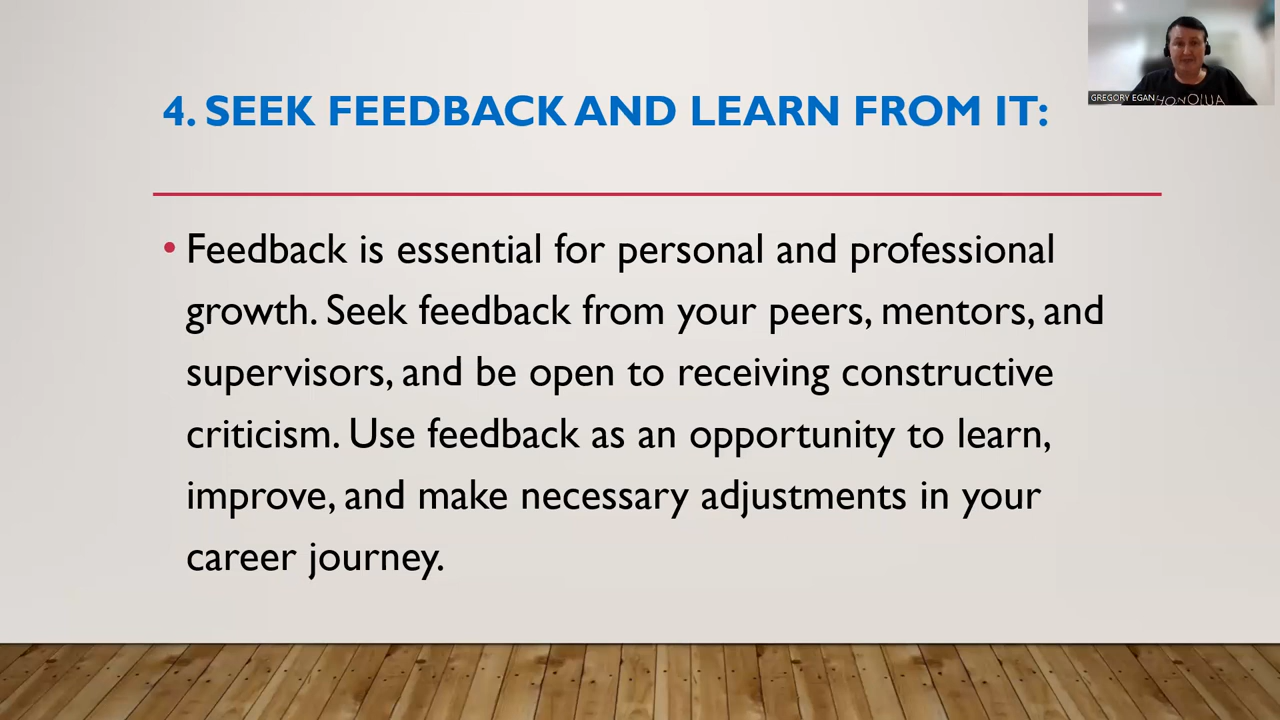 4. SEEK FEEDBACK AND LEARN FROM IT:
• Feedback is essential for personal and professional
growth. Seek feedback from your peers, mentors, and
supervisors, and be open to receiving constructive
criticism. Use feedback as an opportunity to learn,
improve, and make necessary adjustments in your
career journey.
GREGORY EGAN
HONOLUA